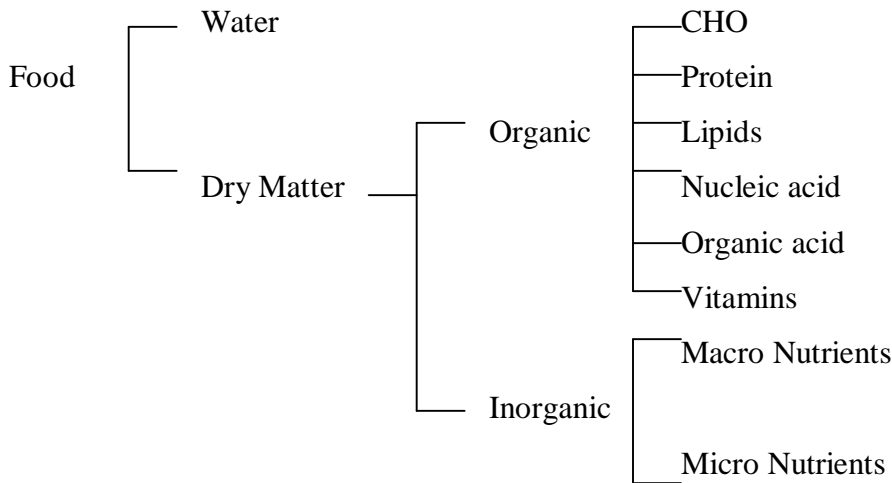 Food
Water
Dry Matter
Organic
CHO
Protein
Lipids
Nucleic acid
Organic acid
Vitamins
Inorganic
Macro Nutrients
Micro Nutrients